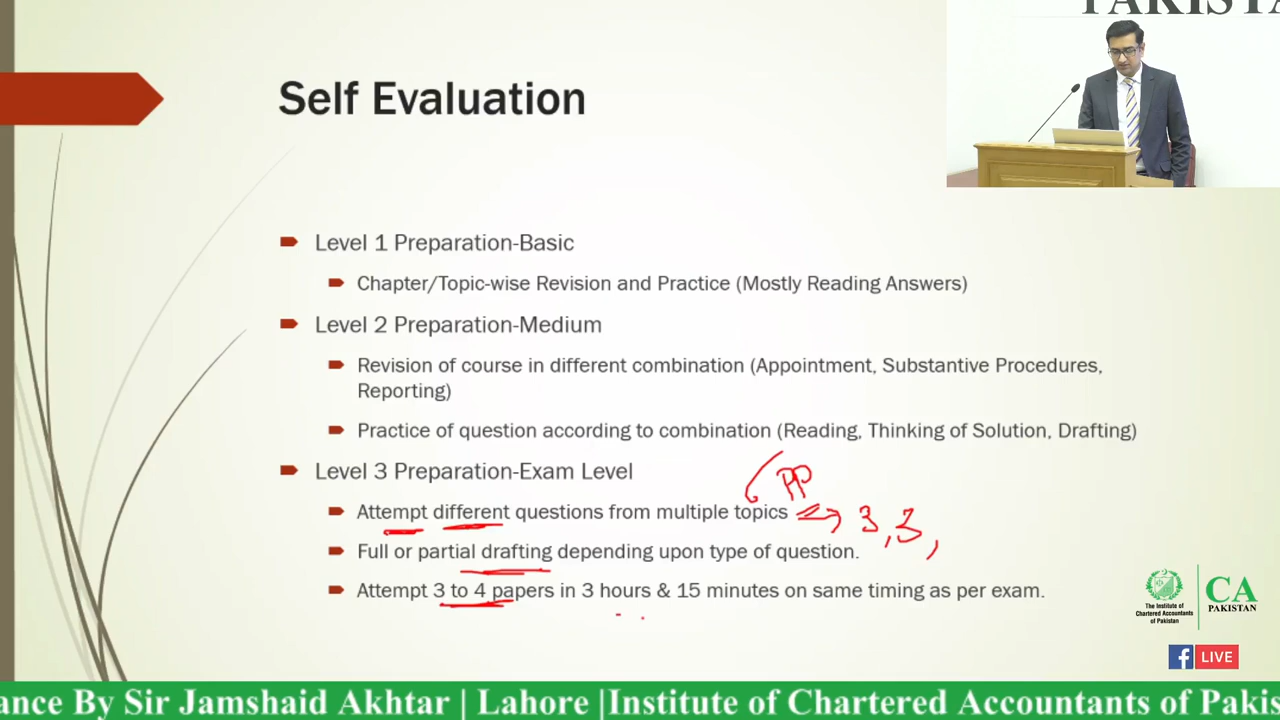 PAKISTA
Self Evaluation
Level 1 Preparation-Basic
Chapter/Topic-wise Revision and Practice (Mostly Reading Answers)
Level 2 Preparation-Medium
Revision of course in different combination (Appointment, Substantive Procedures,
Reporting)
Practice of question according to combination (Reading, Thinking of Solution, Drafting)
Level 3 Preparation-Exam Level
PP
Attempt different questions from multiple topics
3, 3,
Full or partial drafting depending upon type of question.
Attempt 3 to 4 papers in 3 hours & 15 minutes on same timing as per exam.
The Institute of
Chartered Accountants
of Pakistan
CA
PAKISTAN
LIVE
ance By Sir Jamshaid Akhtar | Lahore |Institute of Chartered Accountants of Pakis